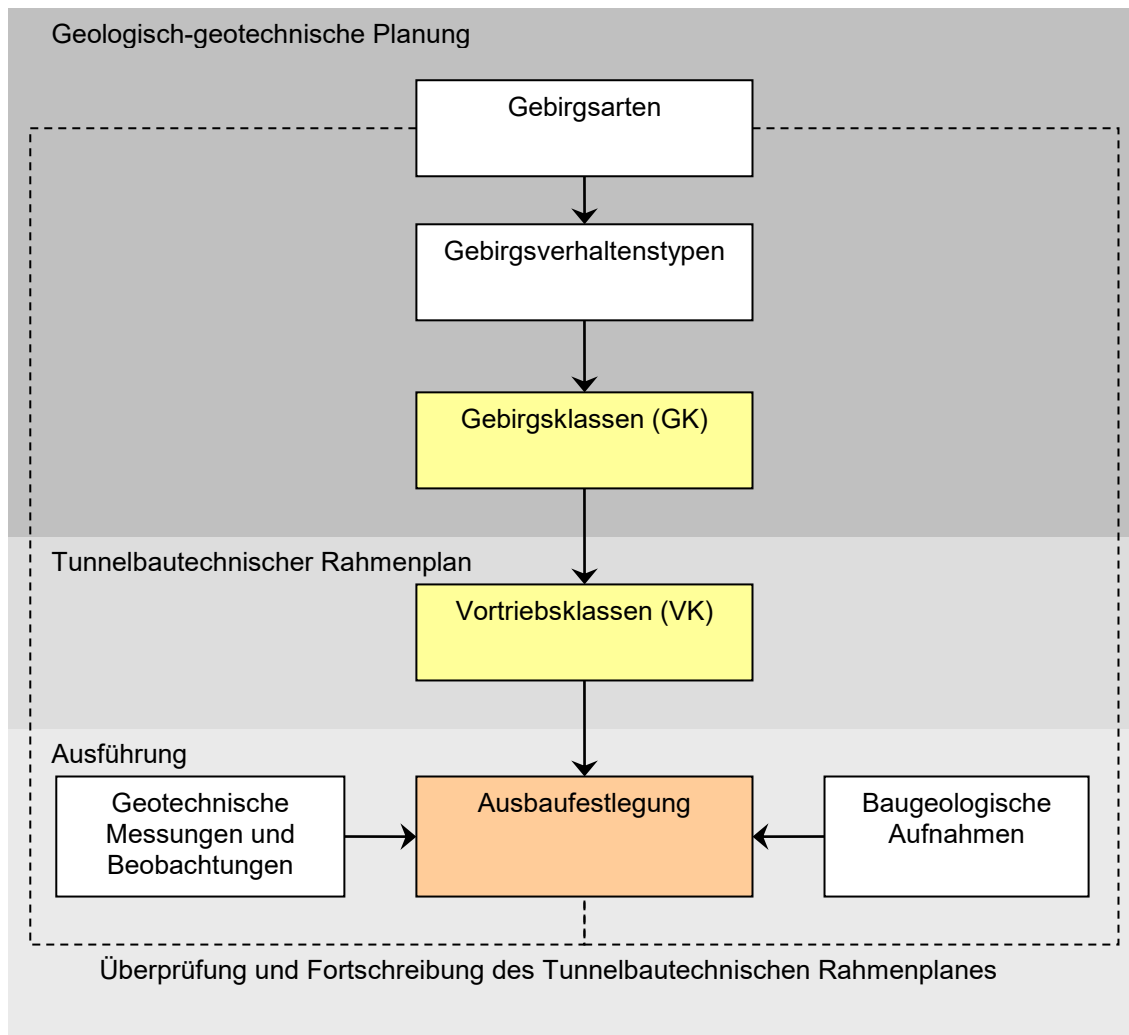 Geologisch-geotechnische Planung
Gebirgsarten
Gebirgsverhaltenstypen
Gebirgsklassen (GK)
Tunnelbautechnischer Rahmenplan
Vortriebsklassen (VK)
Ausführung
Geotechnische
Messungen und
Beobachtungen
Ausbaufestlegung
Baugeologische
Aufnahmen
Überprüfung und Fortschreibung des Tunnelbautechnischen Rahmenplanes